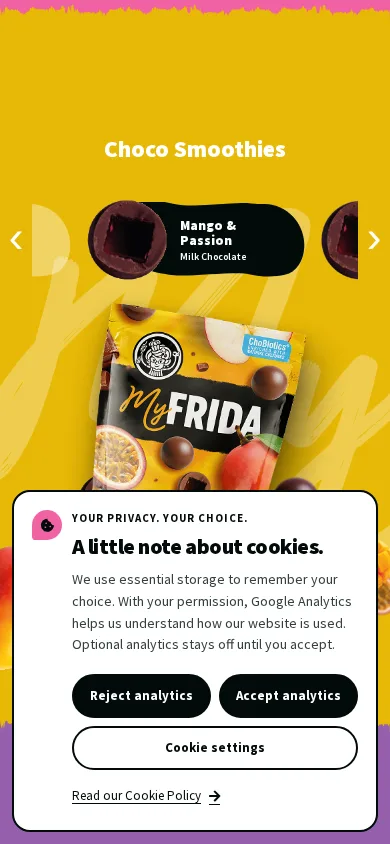 Choco Smoothies
Mango &
Passion
Milk Chocolate
ChoBiotics®
My FRIDA
YOUR PRIVACY. YOUR CHOICE.
A little note about cookies.
We use essential storage to remember your
choice. With your permission, Google Analytics
helps us understand how our website is used.
Optional analytics stays off until you accept.
Reject analytics
Accept analytics
Cookie settings
Read our Cookie Policy